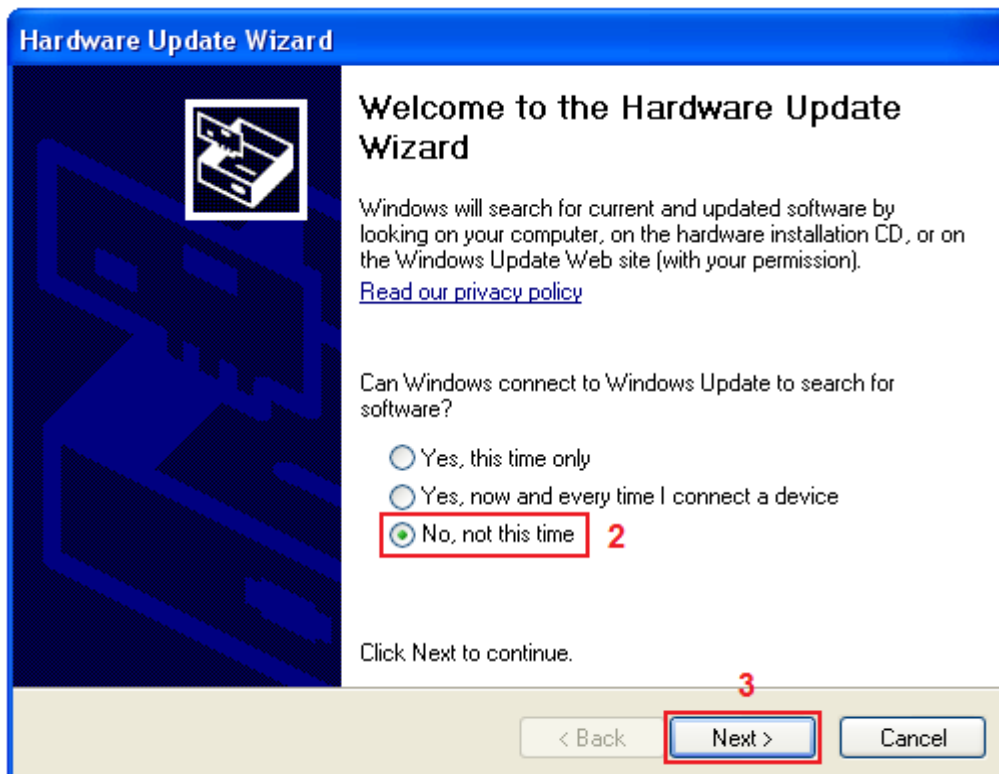 Hardware Update Wizard
Welcome to the Hardware Update
Wizard
Windows will search for current and updated software by
looking on your computer, on the hardware installation CD, or on
the Windows Update Web site (with your permission).
Read our privacy policy
Can Windows connect to Windows Update to search for
software?
Yes, this time only
Yes, now and every time I connect a device
No, not this time 2
Click Next to continue.
3
< Back Next > Cancel